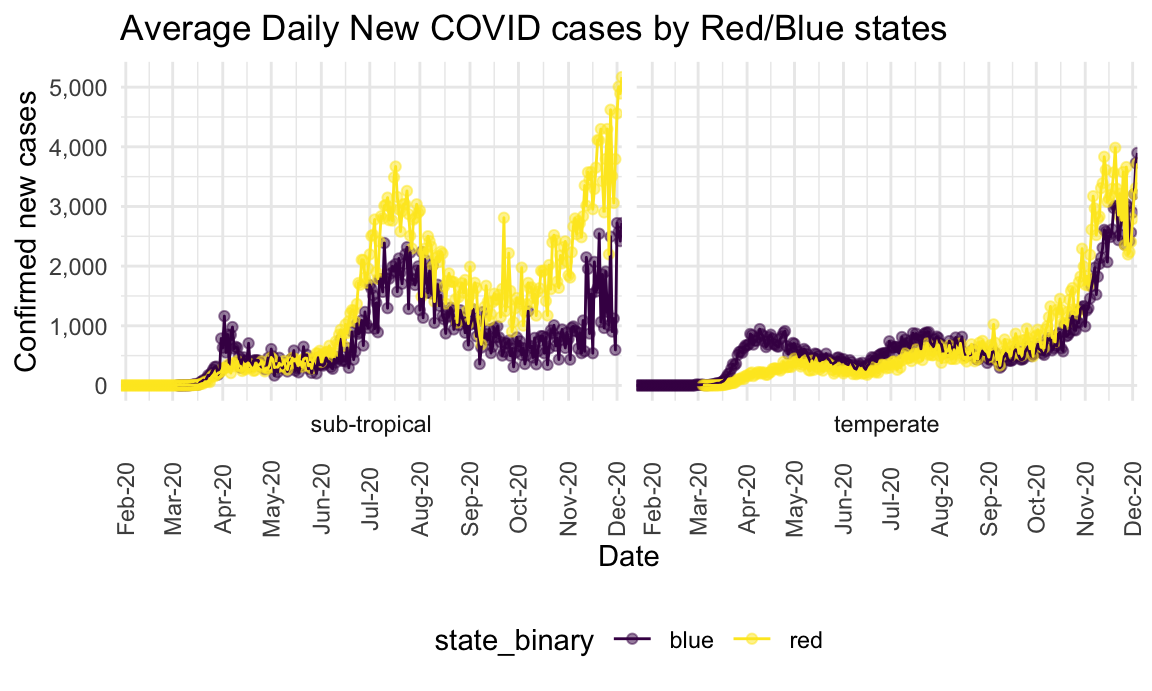 Average Daily New COVID cases by Red/Blue states
Confirmed new cases
5,000
4,000
3,000
2,000
1,000
0
sub-tropical
temperate
Feb-20
Mar-20
Apr-20
May-20
Jun-20
Jul-20
Aug-20
Sep-20
Oct-20
Nov-20
Dec-20
Feb-20
Mar-20
Apr-20
May-20
Jun-20
Jul-20
Aug-20
Sep-20
Oct-20
Nov-20
Dec-20
Date
state_binary blue red